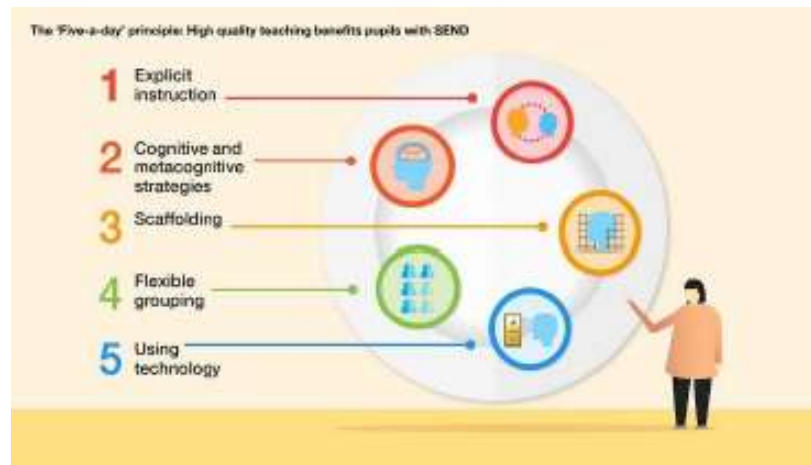 The 'Five-a-day' principle: High quality teaching benefits pupils with SEND
1 Explicit
instruction
2 Cognitive and
metacognitive
strategies
3 Scaffolding
4 Flexible
grouping
5 Using
technology